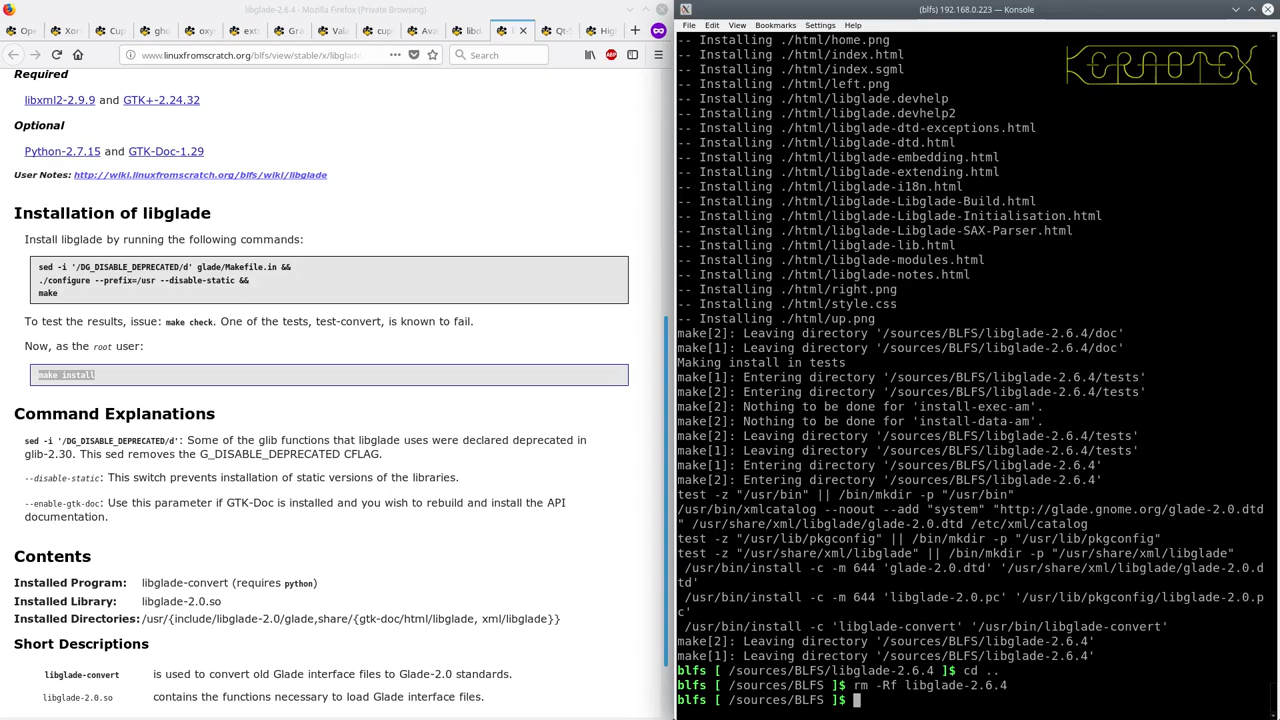 libglade-2.6.4 - Mozilla Firefox (Private Browsing)
Ope
Xor
Cup
gho
ox
ext
Gra
Vala
cup
Ava
libd
l
Qt-5
Hig
www.linuxfromscratch.org/blfs/view/stable/x/libglade
Search
Required
libxml2-2.9.9 and GTK+-2.24.32
Optional
Python-2.7.15 and GTK-Doc-1.29
User Notes: http://wiki.linuxfromscratch.org/blfs/wiki/libglade
Installation of libglade
Install libglade by running the following commands:
sed -i '/DG_DISABLE_DEPRECATED/d' glade/Makefile.in &&
./configure --prefix=/usr --disable-static &&
make
To test the results, issue: make check. One of the tests, test-convert, is known to fail.
Now, as the root user:
make install
Command Explanations
sed -i '/DG_DISABLE_DEPRECATED/d': Some of the glib functions that libglade uses were declared deprecated in
glib-2.30. This sed removes the G_DISABLE_DEPRECATED CFLAG.
--disable-static: This switch prevents installation of static versions of the libraries.
--enable-gtk-doc: Use this parameter if GTK-Doc is installed and you wish to rebuild and install the API
documentation.
Contents
Installed Program: libglade-convert (requires python)
Installed Library: libglade-2.0.so
Installed Directories: /usr/{include/libglade-2.0/glade,share/{gtk-doc/html/libglade, xml/libglade}}
Short Descriptions
libglade-convert is used to convert old Glade interface files to Glade-2.0 standards.
libglade-2.0.so contains the functions necessary to load Glade interface files.
(blfs) 192.168.0.223 — Konsole
File Edit View Bookmarks Settings Help
KERAOTEX
-- Installing ./html/home.png
-- Installing ./html/index.html
-- Installing ./html/index.sgml
-- Installing ./html/left.png
-- Installing ./html/libglade.devhelp
-- Installing ./html/libglade.devhelp2
-- Installing ./html/libglade-dtd-exceptions.html
-- Installing ./html/libglade-dtd.html
-- Installing ./html/libglade-embedding.html
-- Installing ./html/libglade-extending.html
-- Installing ./html/libglade-i18n.html
-- Installing ./html/libglade-Libglade-Build.html
-- Installing ./html/libglade-Libglade-Initialisation.html
-- Installing ./html/libglade-Libglade-SAX-Parser.html
-- Installing ./html/libglade-lib.html
-- Installing ./html/libglade-modules.html
-- Installing ./html/libglade-notes.html
-- Installing ./html/right.png
-- Installing ./html/style.css
-- Installing ./html/up.png
make[2]: Leaving directory '/sources/BLFS/libglade-2.6.4/doc'
make[1]: Leaving directory '/sources/BLFS/libglade-2.6.4/doc'
Making install in tests
make[1]: Entering directory '/sources/BLFS/libglade-2.6.4/tests'
make[2]: Entering directory '/sources/BLFS/libglade-2.6.4/tests'
make[2]: Nothing to be done for 'install-exec-am'.
make[2]: Nothing to be done for 'install-data-am'.
make[2]: Leaving directory '/sources/BLFS/libglade-2.6.4/tests'
make[1]: Leaving directory '/sources/BLFS/libglade-2.6.4/tests'
make[1]: Entering directory '/sources/BLFS/libglade-2.6.4'
make[2]: Entering directory '/sources/BLFS/libglade-2.6.4'
test -z "/usr/bin" || /bin/mkdir -p "/usr/bin"
/usr/bin/xmlcatalog --noout --add "system" "http://glade.gnome.org/glade-2.0.dtd
" /usr/share/xml/libglade/glade-2.0.dtd /etc/xml/catalog
test -z "/usr/lib/pkgconfig" || /bin/mkdir -p "/usr/lib/pkgconfig"
test -z "/usr/share/xml/libglade" || /bin/mkdir -p "/usr/share/xml/libglade"
/usr/bin/install -c -m 644 'glade-2.0.dtd' '/usr/share/xml/libglade/glade-2.0.d
td'
/usr/bin/install -c -m 644 'libglade-2.0.pc' '/usr/lib/pkgconfig/libglade-2.0.p
c'
/usr/bin/install -c 'libglade-convert' '/usr/bin/libglade-convert'
make[2]: Leaving directory '/sources/BLFS/libglade-2.6.4'
make[1]: Leaving directory '/sources/BLFS/libglade-2.6.4'
blfs [ /sources/BLFS/libglade-2.6.4 ]$ cd ..
blfs [ /sources/BLFS ]$ rm -Rf libglade-2.6.4
blfs [ /sources/BLFS ]$